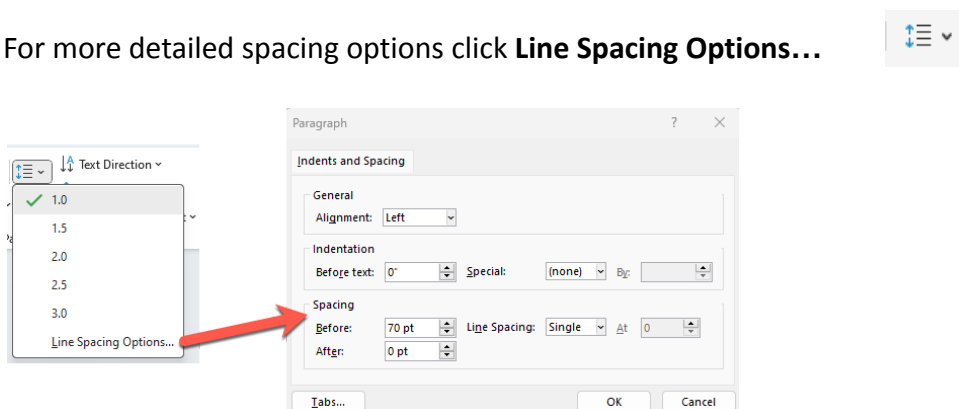 For more detailed spacing options click Line Spacing Options...
Text Direction
1.0
1.5
2.0
2.5
3.0
Line Spacing Options...
Paragraph ?
Indents and Spacing
General
Alignment: Left
Indentation
Before text: 0" Special: (none) By:
Spacing
Before: 70 pt Line Spacing: Single At 0
After: 0 pt
Tabs... OK Cancel